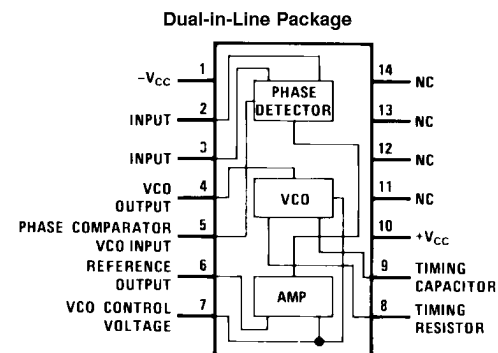 Dual-in-Line Package
1
−VCC
2
INPUT
3
INPUT
4
VCO
OUTPUT
5
PHASE COMPARATOR
VCO INPUT
6
REFERENCE
OUTPUT
7
VCO CONTROL
VOLTAGE
PHASE
DETECTOR
VCO
AMP
14
NC
13
NC
12
NC
11
NC
10
+VCC
9
TIMING
CAPACITOR
8
TIMING
RESISTOR